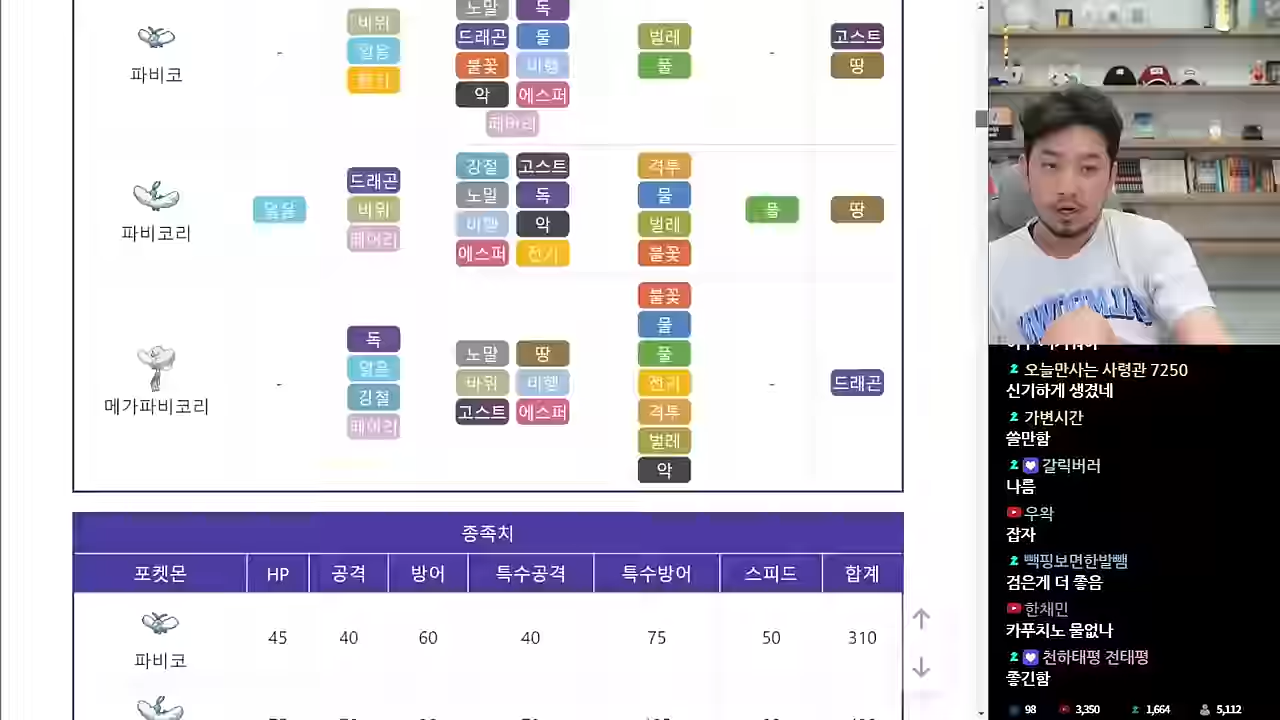 노말 독
바위
드래곤 물 벌레 고스트
얼음
불꽃 비행 풀 땅
파비코 - -
악 에스퍼
페어리
강철 고스트 격투
드래곤
노말 독 물
얼음 바위 풀 땅
비행 악 벌레
파비코리 페어리
에스퍼 전기 불꽃
불꽃
물
독
노말 땅 풀
얼음
바위 비행 전기 드래곤
- -
강철
고스트 에스퍼 격투
메가파비코리
페어리
벌레
악
종족치
포켓몬 HP 공격 방어 특수공격 특수방어 스피드 합계
파비코 45 40 60 40 75 50 310
오늘만사는 사령관 7250
신기하게 생겼네
가변시간
쓸만함
갈릭버러
나름
우왁
잡자
빽핑보면한발뺌
검은게 더 좋음
한채민
카푸치노 물없나
천하태평 전태평
좋긴함
98 3,350 1,664 5,112